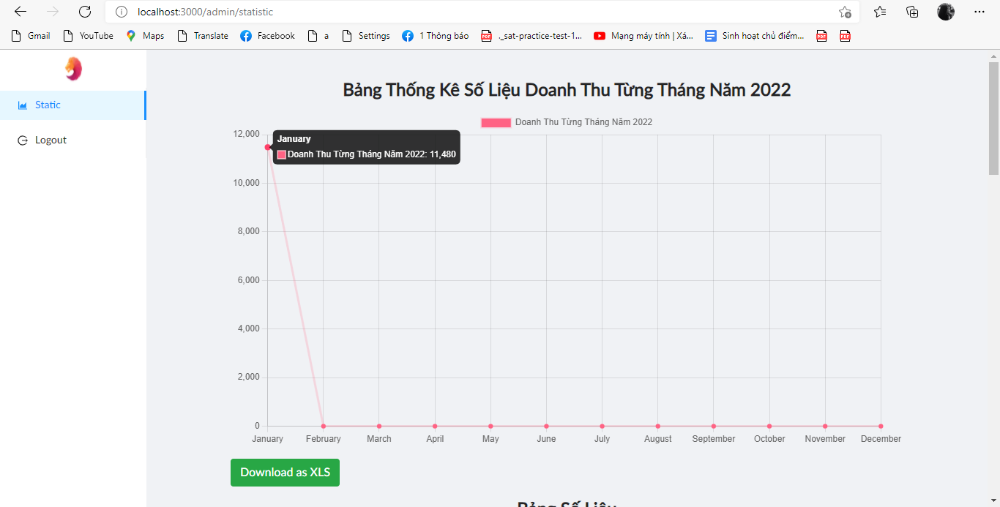 localhost:3000/admin/statistic
Gmail YouTube Maps Translate Facebook a Settings 1 Thông báo ._sat-practice-test-1... Mạng máy tính | Xá... Sinh hoạt chủ điểm...
Static
Logout
Bảng Thống Kê Số Liệu Doanh Thu Từng Tháng Năm 2022
Doanh Thu Từng Tháng Năm 2022
12,000
January
Doanh Thu Từng Tháng Năm 2022: 11,480
10,000
8,000
6,000
4,000
2,000
0
January February March April May June July August September October November December
Download as XLS
Bảng Số Liệu